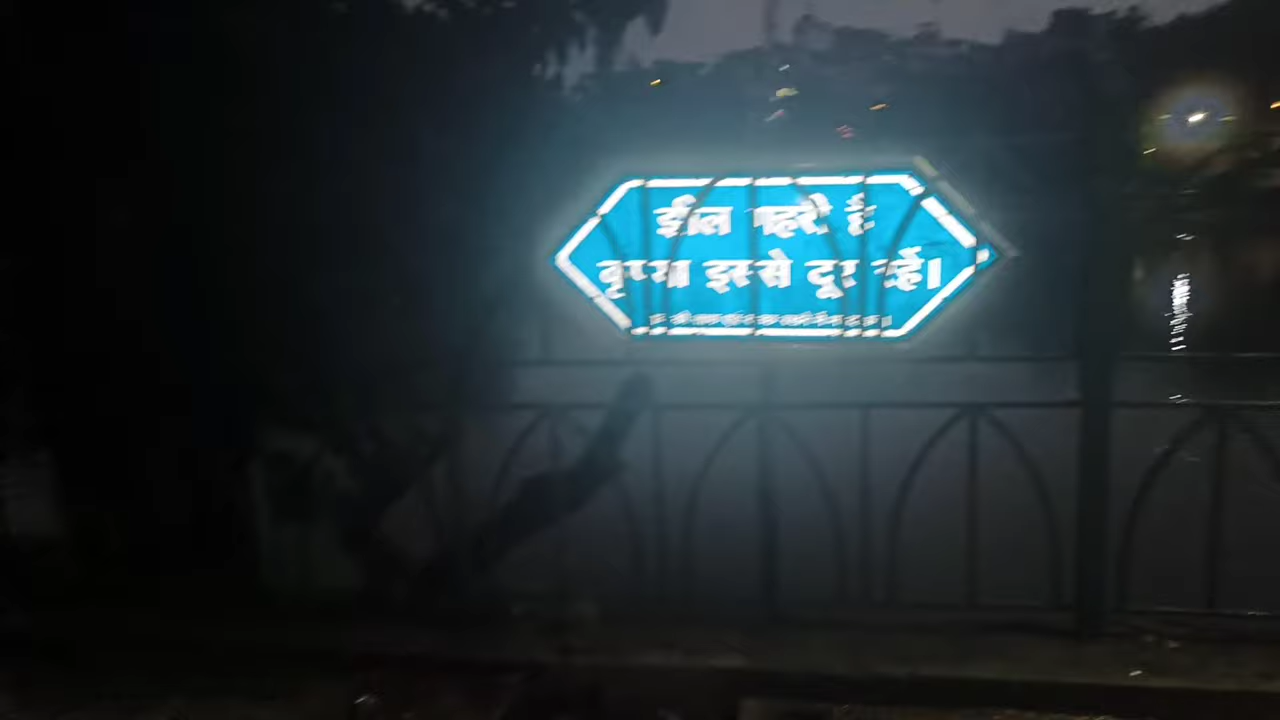 झील गहरी है
कृपया इससे दूर रहें।